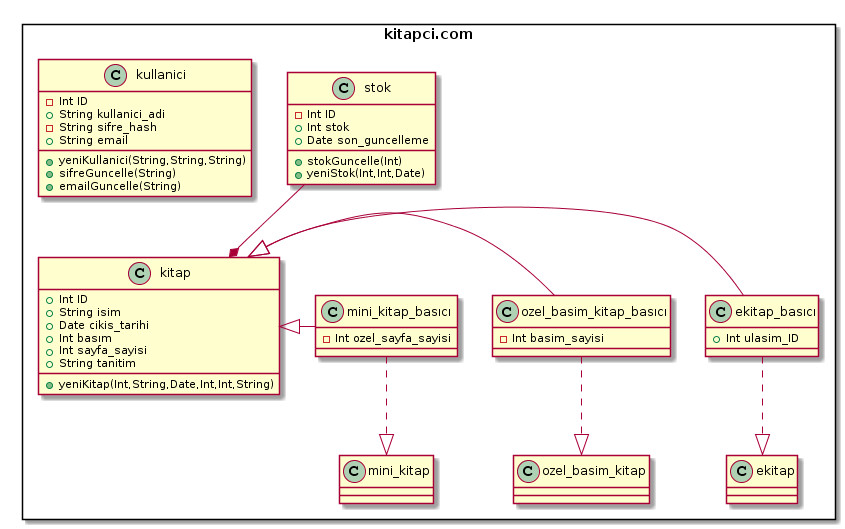 kitapci.com
C kullanici
Int ID
String kullanici_adi
String sifre_hash
String email
yeniKullanici(String,String,String)
sifreGuncelle(String)
emailGuncelle(String)
C stok
Int ID
Int stok
Date son_guncelleme
stokGuncelle(Int)
yeniStok(Int,Int,Date)
C kitap
Int ID
String isim
Date cikis_tarihi
Int basım
Int sayfa_sayisi
String tanitim
yeniKitap(Int,String,Date,Int,Int,String)
C mini_kitap_basıcı
Int ozel_sayfa_sayisi
C ozel_basim_kitap_basıcı
Int basim_sayisi
C ekitap_basıcı
Int ulasim_ID
C mini_kitap
C ozel_basim_kitap
C ekitap